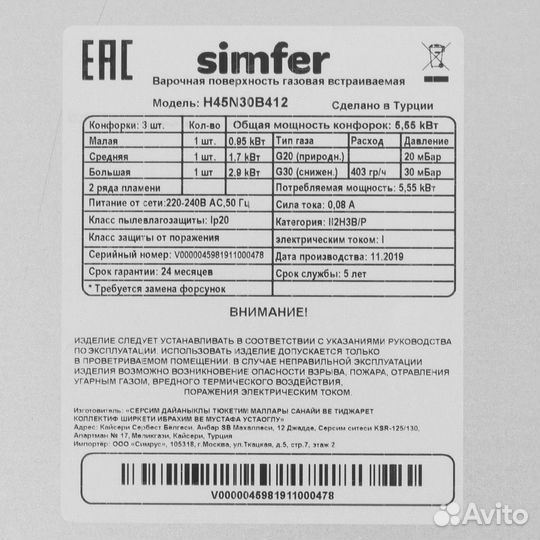 EAC
simfer
Варочная поверхность газовая встраиваемая
Модель: H45N30B412 Сделано в Турции
Конфорки: 3 шт. Кол-во Общая мощность конфорок: 5,55 кВт
Малая 1 шт. 0.95 кВт Тип газа Расход Давление
Средняя 1 шт. 1.7 кВт G20 (природн.) 20 мБар
Большая 1 шт. 2.9 кВт G30 (снижен.) 403 гр/ч 30 мБар
2 ряда пламени Потребляемая мощность: 5,55 кВт
Питание от сети:220-240В AC,50 Гц Сила тока: 0,08 А
Класс пылевлагозащиты: Ip20 Категория: II2H3B/P
Класс защиты от поражения электрическим током: I
Серийный номер: V0000045981911000478 Дата производства: 11.2019
Срок гарантии: 24 месяцев Срок службы: 5 лет
* Требуется замена форсунок
ВНИМАНИЕ!
ИЗДЕЛИЕ СЛЕДУЕТ УСТАНАВЛИВАТЬ В СООТВЕТСТВИИ С УКАЗАНИЯМИ РУКОВОДСТВА
ПО ЭКСПЛУАТАЦИИ. ИСПОЛЬЗОВАТЬ ИЗДЕЛИЕ ДОПУСКАЕТСЯ ТОЛЬКО
В ПРОВЕТРИВАЕМОМ ПОМЕЩЕНИИ. В СЛУЧАЕ НЕПРАВИЛЬНОЙ ЭКСПЛУАТАЦИИ
ИЗДЕЛИЯ ВОЗМОЖНО ВОЗНИКНОВЕНИЕ ОПАСНОСТИ ВЗРЫВА, ПОЖАРА, ОТРАВЛЕНИЯ
УГАРНЫМ ГАЗОМ, ВРЕДНОГО ТЕРМИЧЕСКОГО ВОЗДЕЙСТВИЯ,
ПОРАЖЕНИЯ ЭЛЕКТРИЧЕСКИМ ТОКОМ.
Изготовитель: «СЕРСИМ ДАЙАНЫКЛЫ ТЮКЕТИМ МАЛЛАРЫ САНАЙИ ВЕ ТИДЖАРЕТ
КОЛЛЕКТИФ ШИРКЕТИ ИБРАХИМ ВЕ МУСТАФА УСТАОГЛУ»
Адрес: Кайсери Сербест Белгеси. Анбар SB Махаллеси, 12 Джадде, Серсим ситеси KSR-125/130,
Апартман № 17, Меликгази, Кайсери, Турция
Импортёр: ООО «Симрус», 105318, г.Москва, ул.Ткацкая, д.5, стр.7, этаж 2
V0000045981911000478
Avito